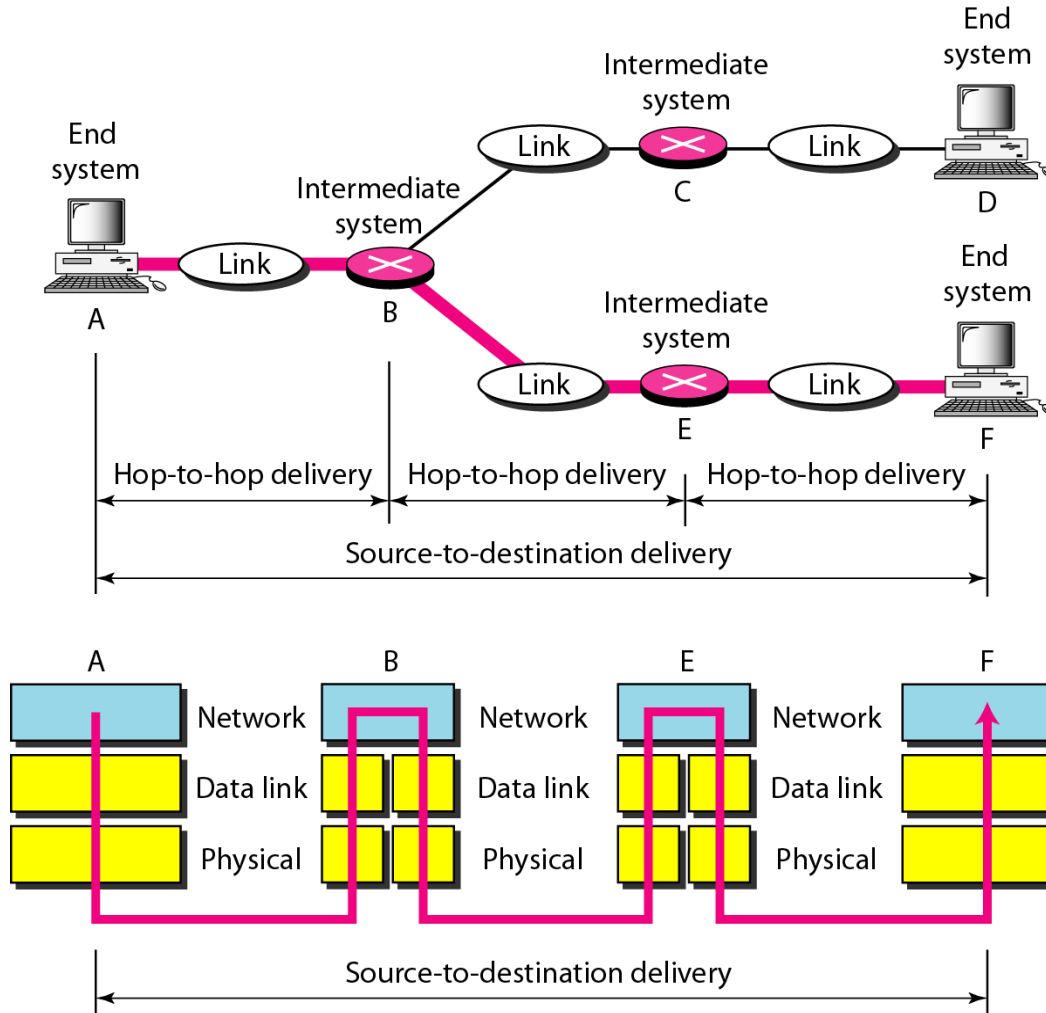 End
system
Intermediate
system
End
system
Link
Link
C
D
Intermediate
system
Link
A
B
Intermediate
system
End
system
Link
Link
E
F
Hop-to-hop delivery
Hop-to-hop delivery
Hop-to-hop delivery
Source-to-destination delivery
A
B
E
F
Network
Network
Network
Data link
Data link
Data link
Physical
Physical
Physical
Source-to-destination delivery